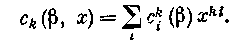 c_k(β, x) = ∑_i c_i^k (β) x^{ki}.